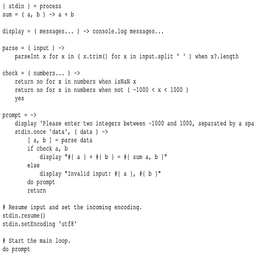 { stdin } = process
sum = ( a, b ) -> a + b

display = ( messages... ) -> console.log messages...

parse = ( input ) ->
    parseInt x for x in ( x.trim() for x in input.split ' ' ) when x?.length

check = ( numbers... ) ->
    return no for x in numbers when isNaN x
    return no for x in numbers when not ( -1000 < x < 1000 )
    yes

prompt = ->
    display 'Please enter two integers between -1000 and 1000, separated by a spa
    stdin.once 'data', ( data ) ->
        [ a, b ] = parse data
        if check a, b
            display "#{ a } + #{ b } = #{ sum a, b }"
        else
            display "Invalid input: #{ a }, #{ b }"
        do prompt
        return

# Resume input and set the incoming encoding.
stdin.resume()
stdin.setEncoding 'utf8'

# Start the main loop.
do prompt